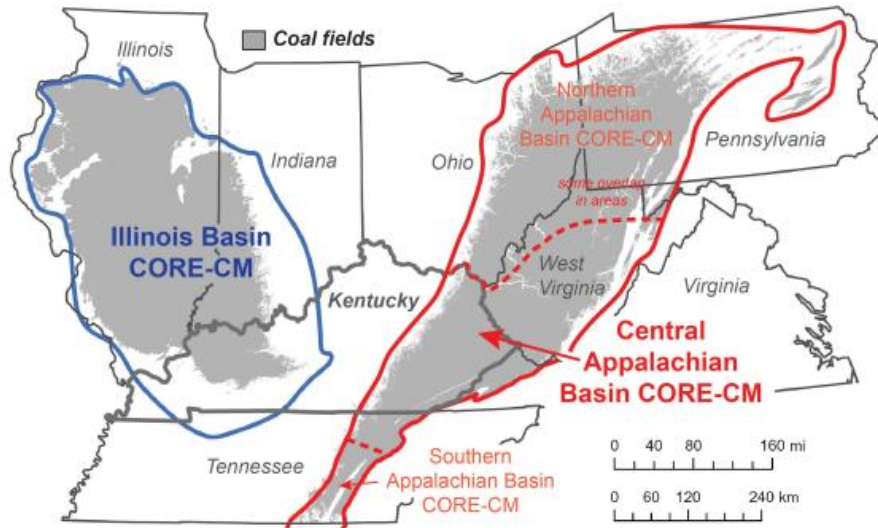 Illinois
Coal fields
Indiana
Ohio
Northern
Appalachian
Basin CORE-CM
Pennsylvania
some overlap
in areas
Illinois Basin
CORE-CM
West
Virginia
Virginia
Kentucky
Central
Appalachian
Basin CORE-CM
Tennessee
Southern
Appalachian Basin
CORE-CM
0 40 80 160 mi
0 60 120 240 km